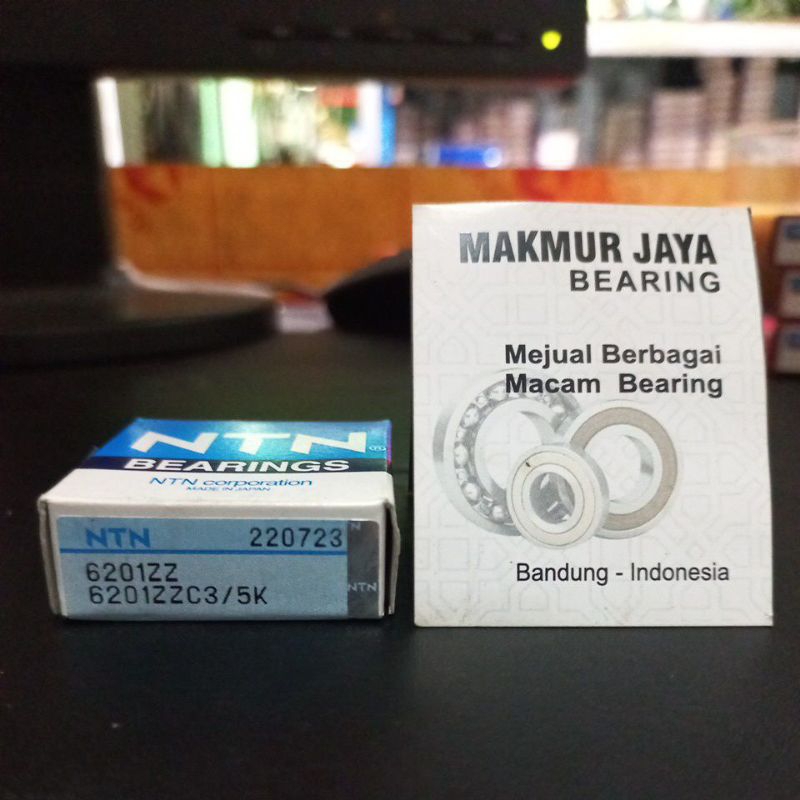 NTN®
BEARINGS
NTN corporation
MADE IN JAPAN
NTN 220723
6201ZZ
6201ZZC3/5K
NTN
MAKMUR JAYA
BEARING
Mejual Berbagai
Macam Bearing
Bandung - Indonesia